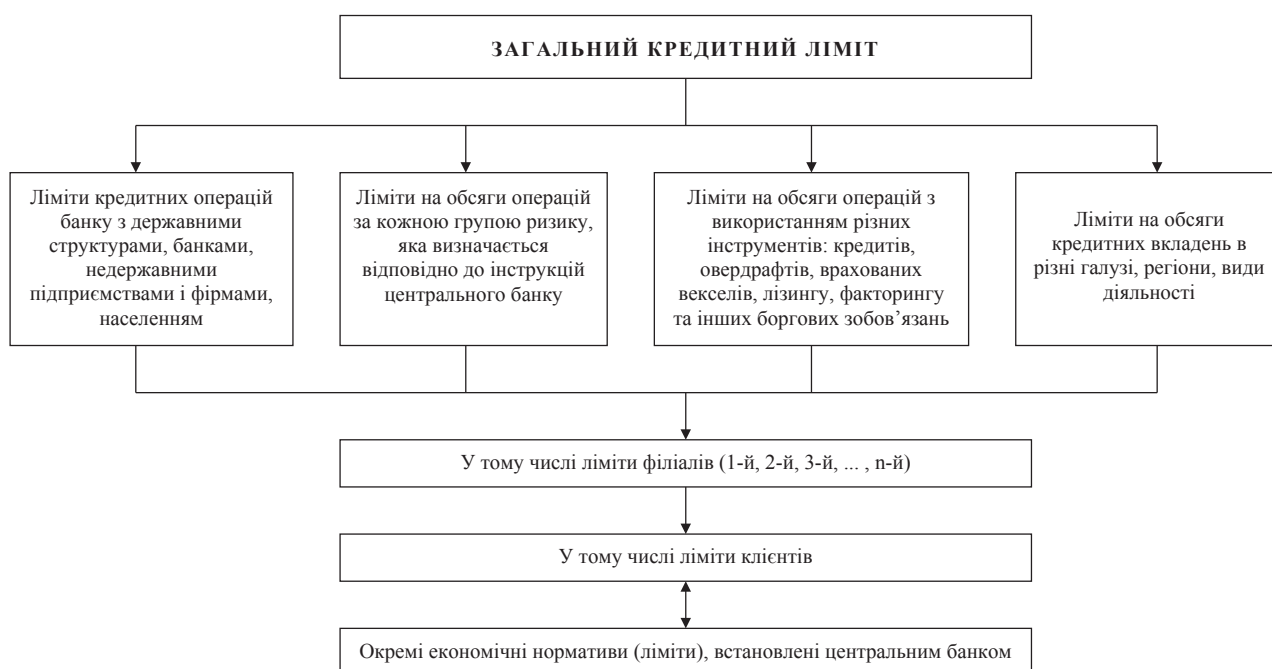 ЗАГАЛЬНИЙ КРЕДИТНИЙ ЛІМІТ
Ліміти кредитних операцій
банку з державними
структурами, банками,
недержавними
підприємствами і фірмами,
населенням
Ліміти на обсяги операцій
за кожною групою ризику,
яка визначається
відповідно до інструкцій
центрального банку
Ліміти на обсяги операцій з
використанням різних
інструментів: кредитів,
овердрафтів, врахованих
векселів, лізингу, факторингу
та інших боргових зобов’язань
Ліміти на обсяги
кредитних вкладень в
різні галузі, регіони, види
діяльності
У тому числі ліміти філіалів (1-й, 2-й, 3-й, ... , n-й)
У тому числі ліміти клієнтів
Окремі економічні нормативи (ліміти), встановлені центральним банком